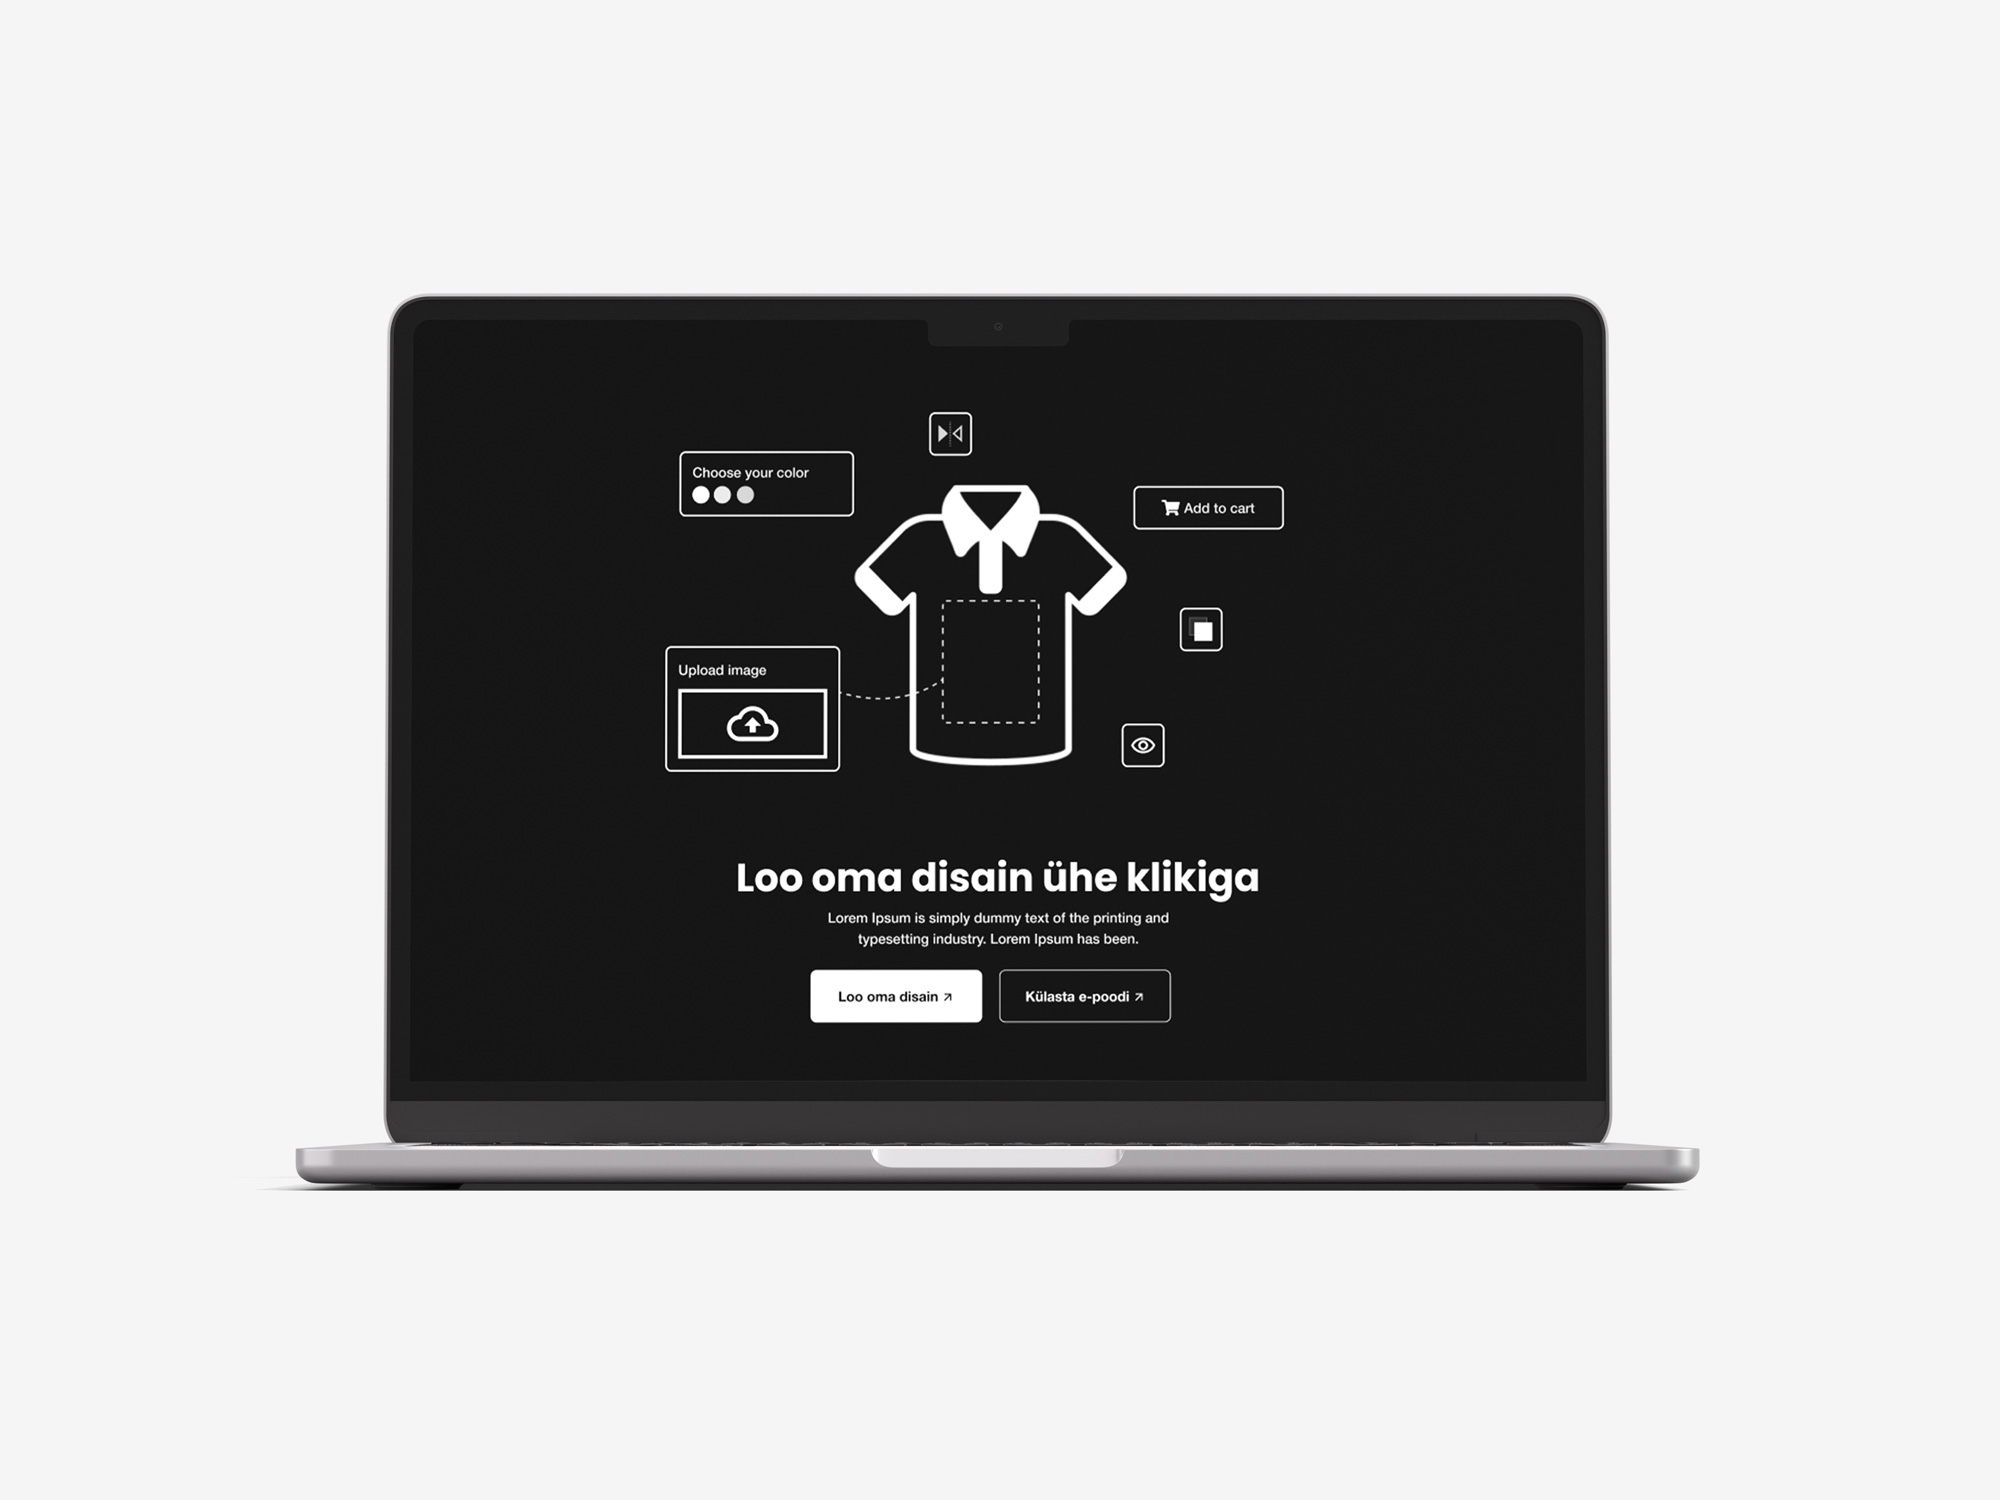 Choose your color
Add to cart
Upload image
Loo oma disain ühe klikiga
Lorem Ipsum is simply dummy text of the printing and
typesetting industry. Lorem Ipsum has been.
Loo oma disain
Külasta e-poodi